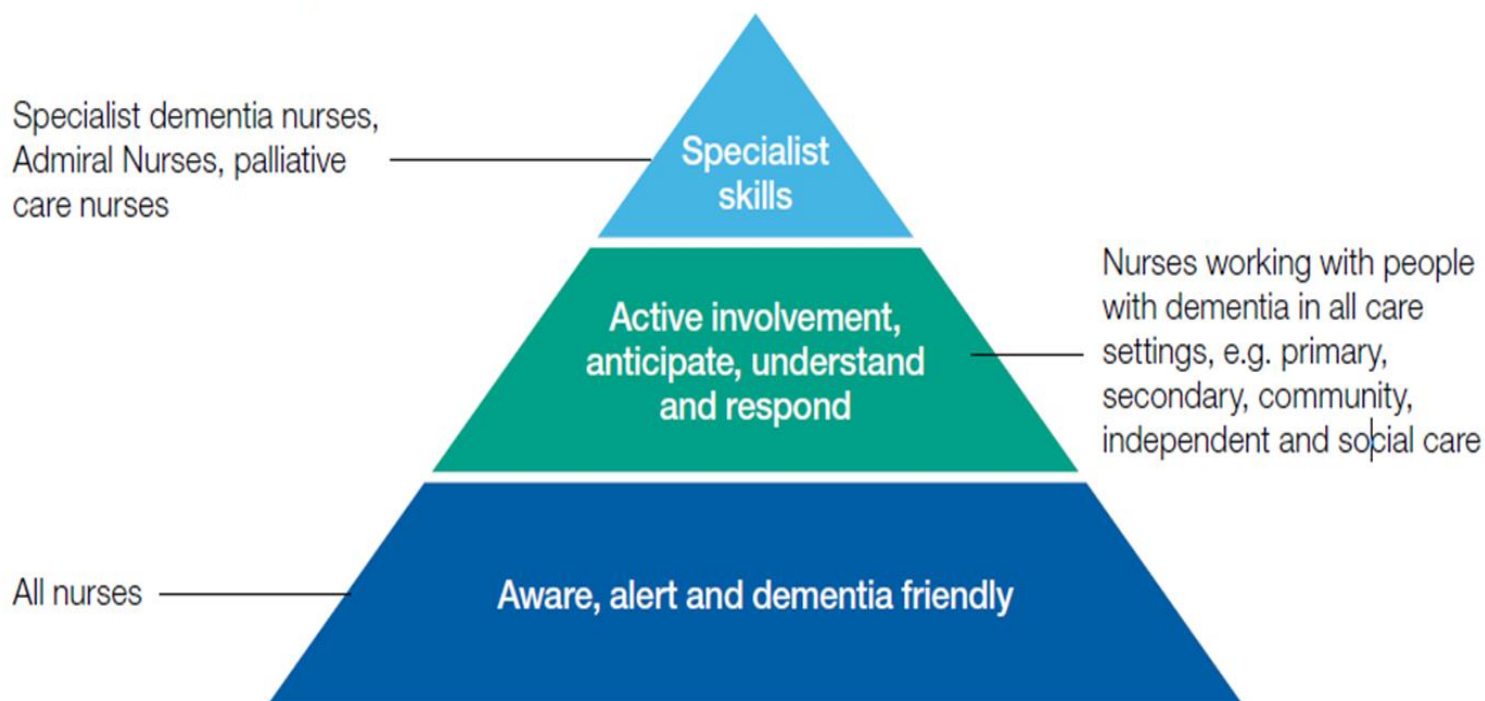 Specialist dementia nurses,
Admiral Nurses, palliative
care nurses
Specialist
skills
Active involvement,
anticipate, understand
and respond
Nurses working with people
with dementia in all care
settings, e.g. primary,
secondary, community,
independent and social care
All nurses
Aware, alert and dementia friendly